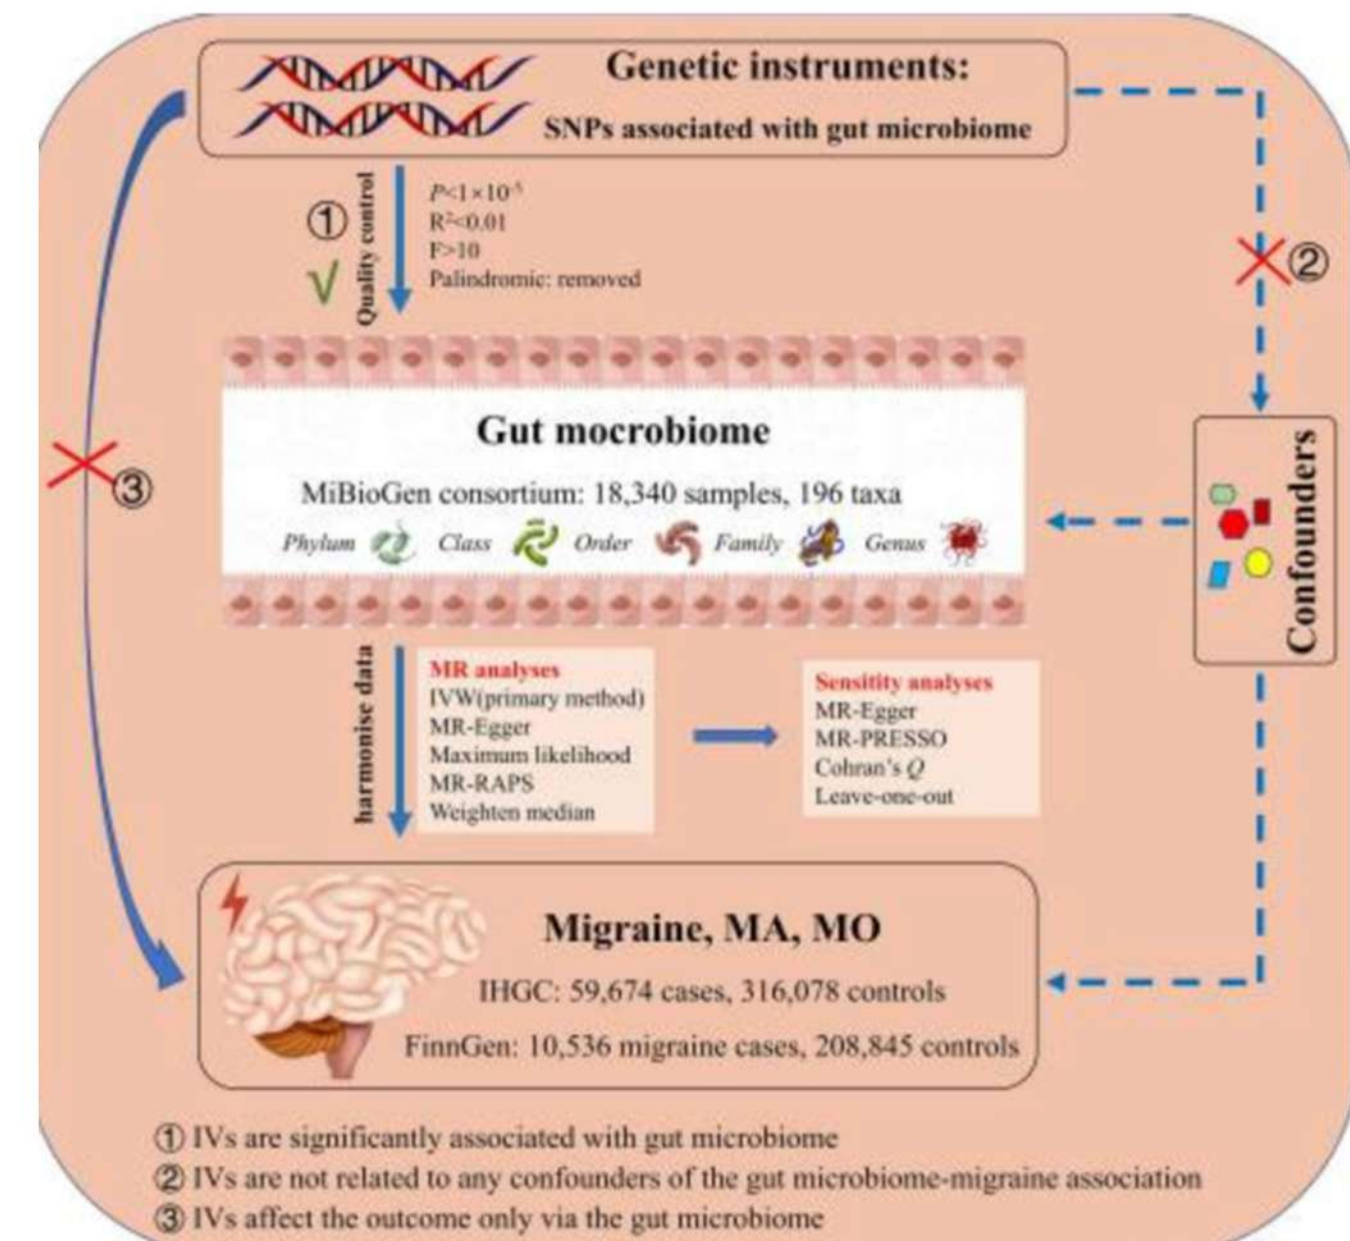 Genetic instruments:
SNPs associated with gut microbiome
①
√
Quality control
P<1×10⁻⁵
R²<0.01
F>10
Palindromic: removed
②
③
Gut mocrobiome
MiBioGen consortium: 18,340 samples, 196 taxa
Phylum Class Order Family Genus
Confounders
harmonise data
MR analyses
IVW(primary method)
MR-Egger
Maximum likelihood
MR-RAPS
Weighten median
Sensitity analyses
MR-Egger
MR-PRESSO
Cohran's Q
Leave-one-out
Migraine, MA, MO
IHGC: 59,674 cases, 316,078 controls
FinnGen: 10,536 migraine cases, 208,845 controls
① IVs are significantly associated with gut microbiome
② IVs are not related to any confounders of the gut microbiome-migraine association
③ IVs affect the outcome only via the gut microbiome